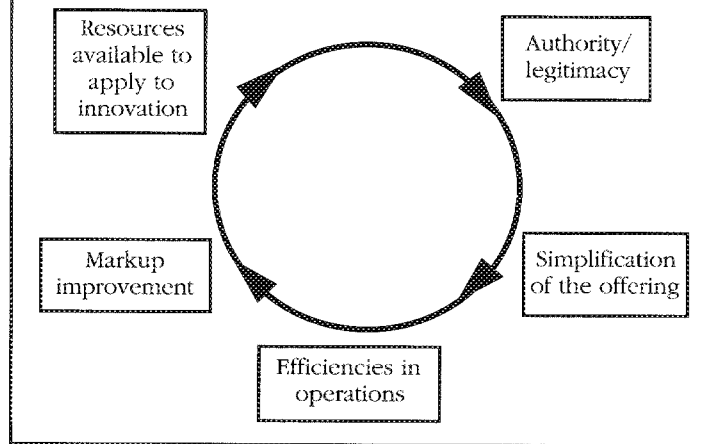 Resources
available to
apply to
innovation
Authority/
legitimacy
Simplification
of the offering
Efficiencies in
operations
Markup
improvement